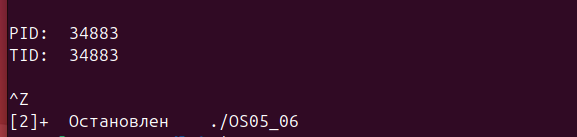 PID:  34883
TID:  34883
^Z
[2]+  Остановлен    ./OS05_06